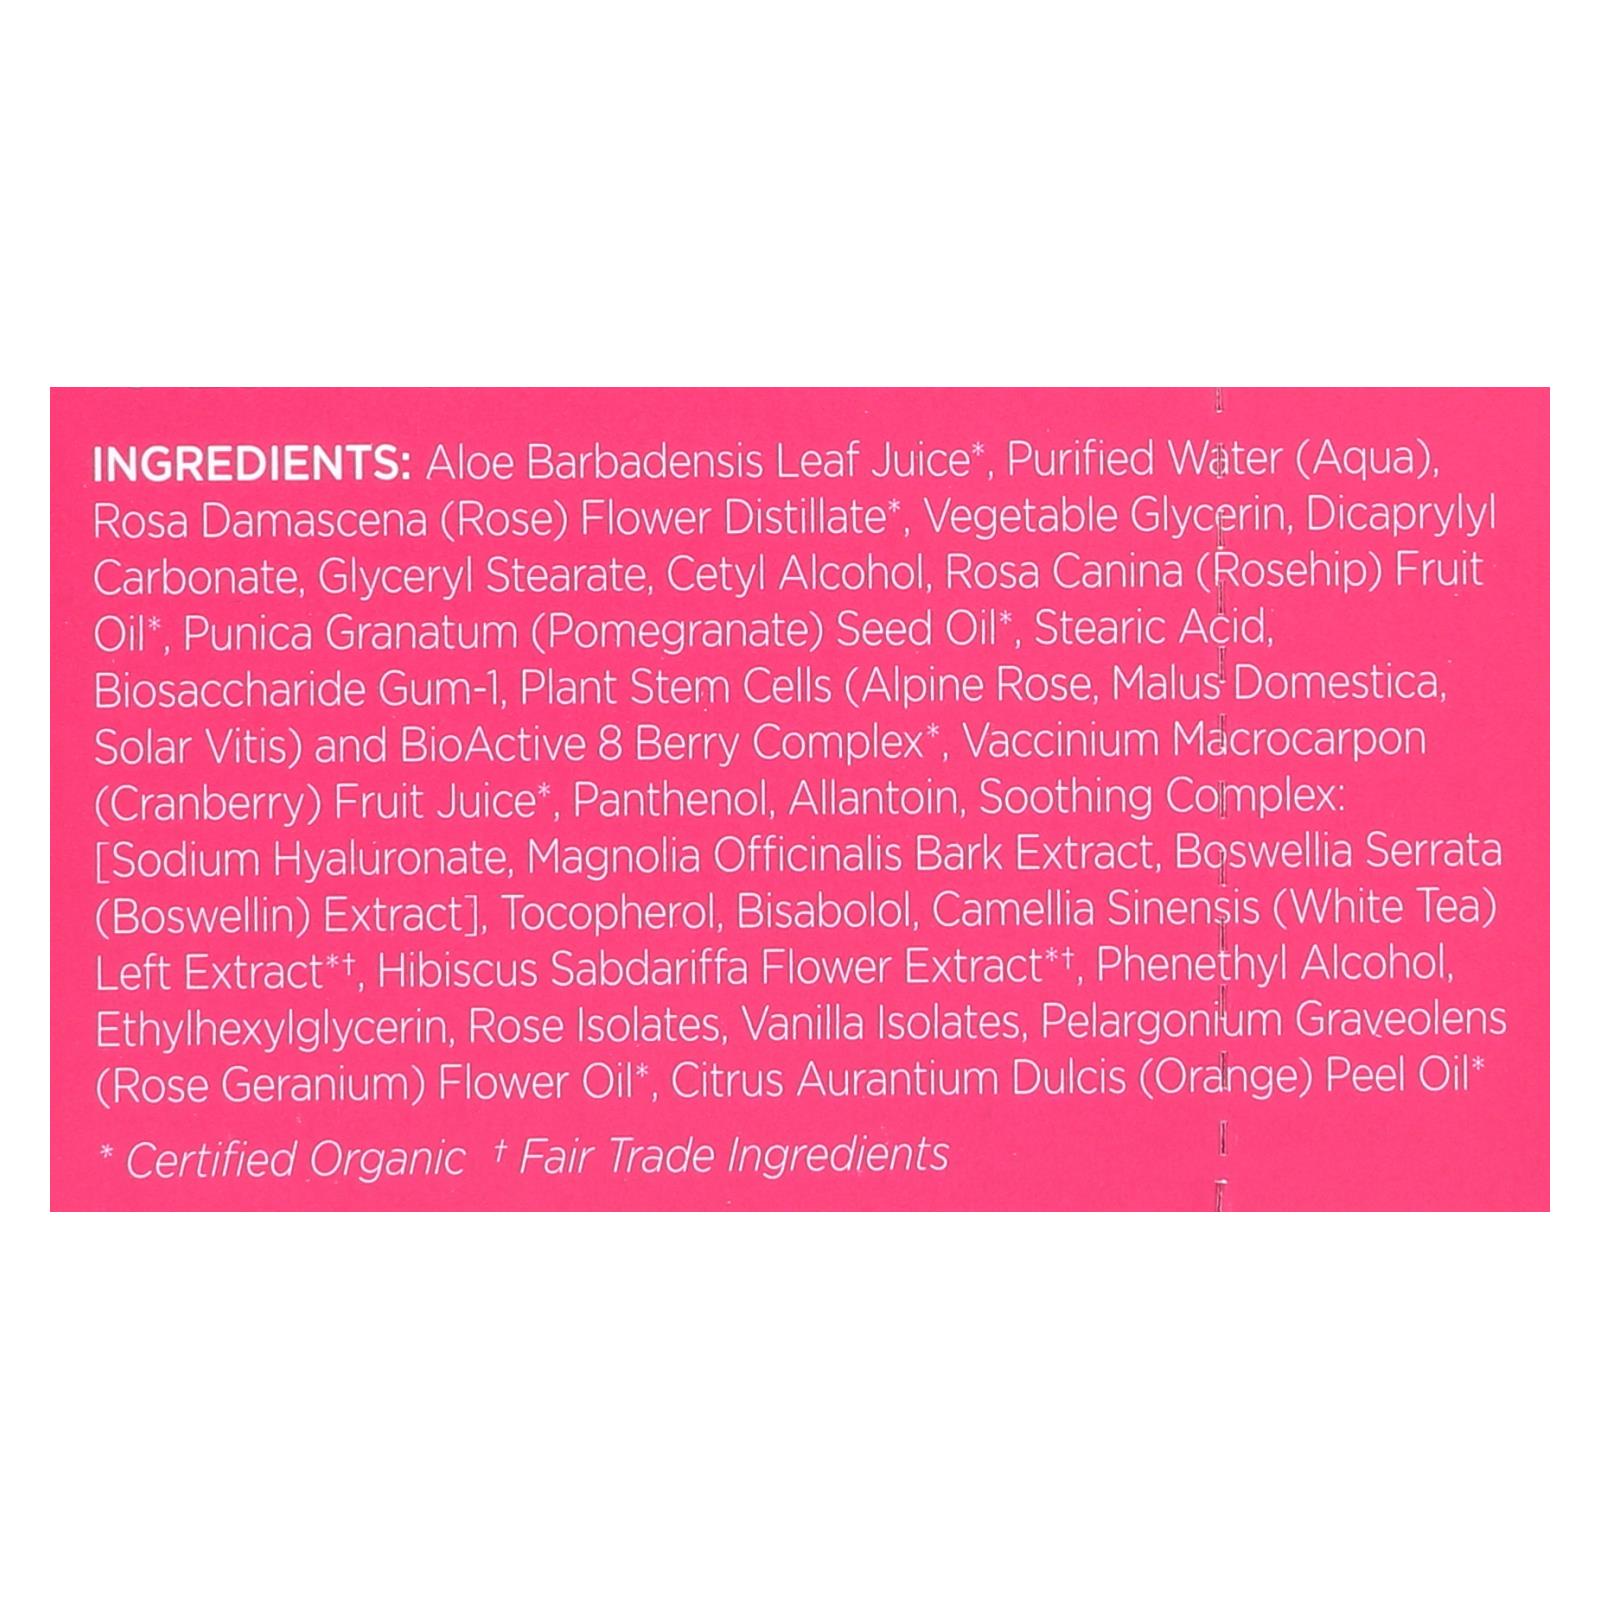 INGREDIENTS: Aloe Barbadensis Leaf Juice*, Purified Water (Aqua),
Rosa Damascena (Rose) Flower Distillate*, Vegetable Glycerin, Dicaprylyl
Carbonate, Glyceryl Stearate, Cetyl Alcohol, Rosa Canina (Rosehip) Fruit
Oil*, Punica Granatum (Pomegranate) Seed Oil*, Stearic Acid,
Biosaccharide Gum-1, Plant Stem Cells (Alpine Rose, Malus Domestica,
Solar Vitis) and BioActive 8 Berry Complex*, Vaccinium Macrocarpon
(Cranberry) Fruit Juice*, Panthenol, Allantoin, Soothing Complex:
[Sodium Hyaluronate, Magnolia Officinalis Bark Extract, Boswellia Serrata
(Boswellin) Extract], Tocopherol, Bisabolol, Camellia Sinensis (White Tea)
Left Extract*†, Hibiscus Sabdariffa Flower Extract*†, Phenethyl Alcohol,
Ethylhexylglycerin, Rose Isolates, Vanilla Isolates, Pelargonium Graveolens
(Rose Geranium) Flower Oil*, Citrus Aurantium Dulcis (Orange) Peel Oil*
* Certified Organic † Fair Trade Ingredients